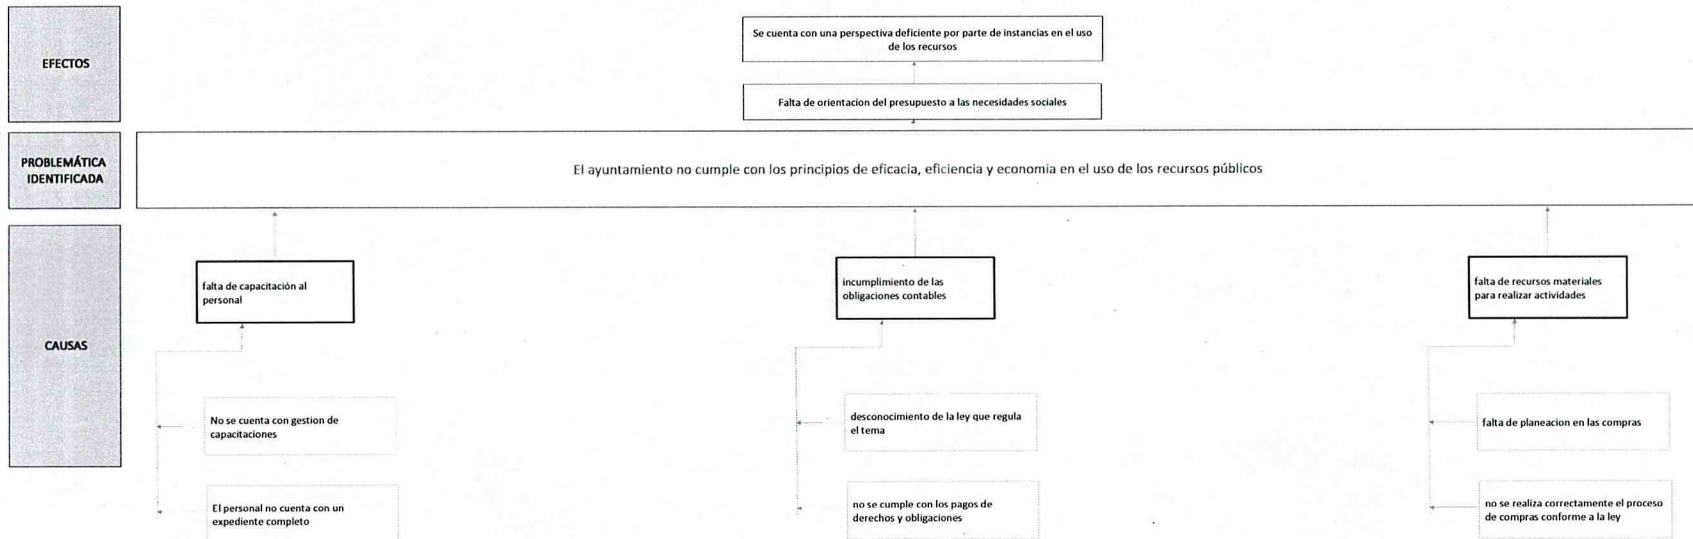 EFECTOS
Se cuenta con una perspectiva deficiente por parte de instancias en el uso
de los recursos
Falta de orientacion del presupuesto a las necesidades sociales
PROBLEMÁTICA
IDENTIFICADA
El ayuntamiento no cumple con los principios de eficacia, eficiencia y economia en el uso de los recursos públicos
CAUSAS
falta de capacitación al
personal
incumplimiento de las
obligaciones contables
falta de recursos materiales
para realizar actividades
No se cuenta con gestion de
capacitaciones
desconocimiento de la ley que regula
el tema
falta de planeacion en las compras
El personal no cuenta con un
expediente completo
no se cumple con los pagos de
derechos y obligaciones
no se realiza correctamente el proceso
de compras conforme a la ley